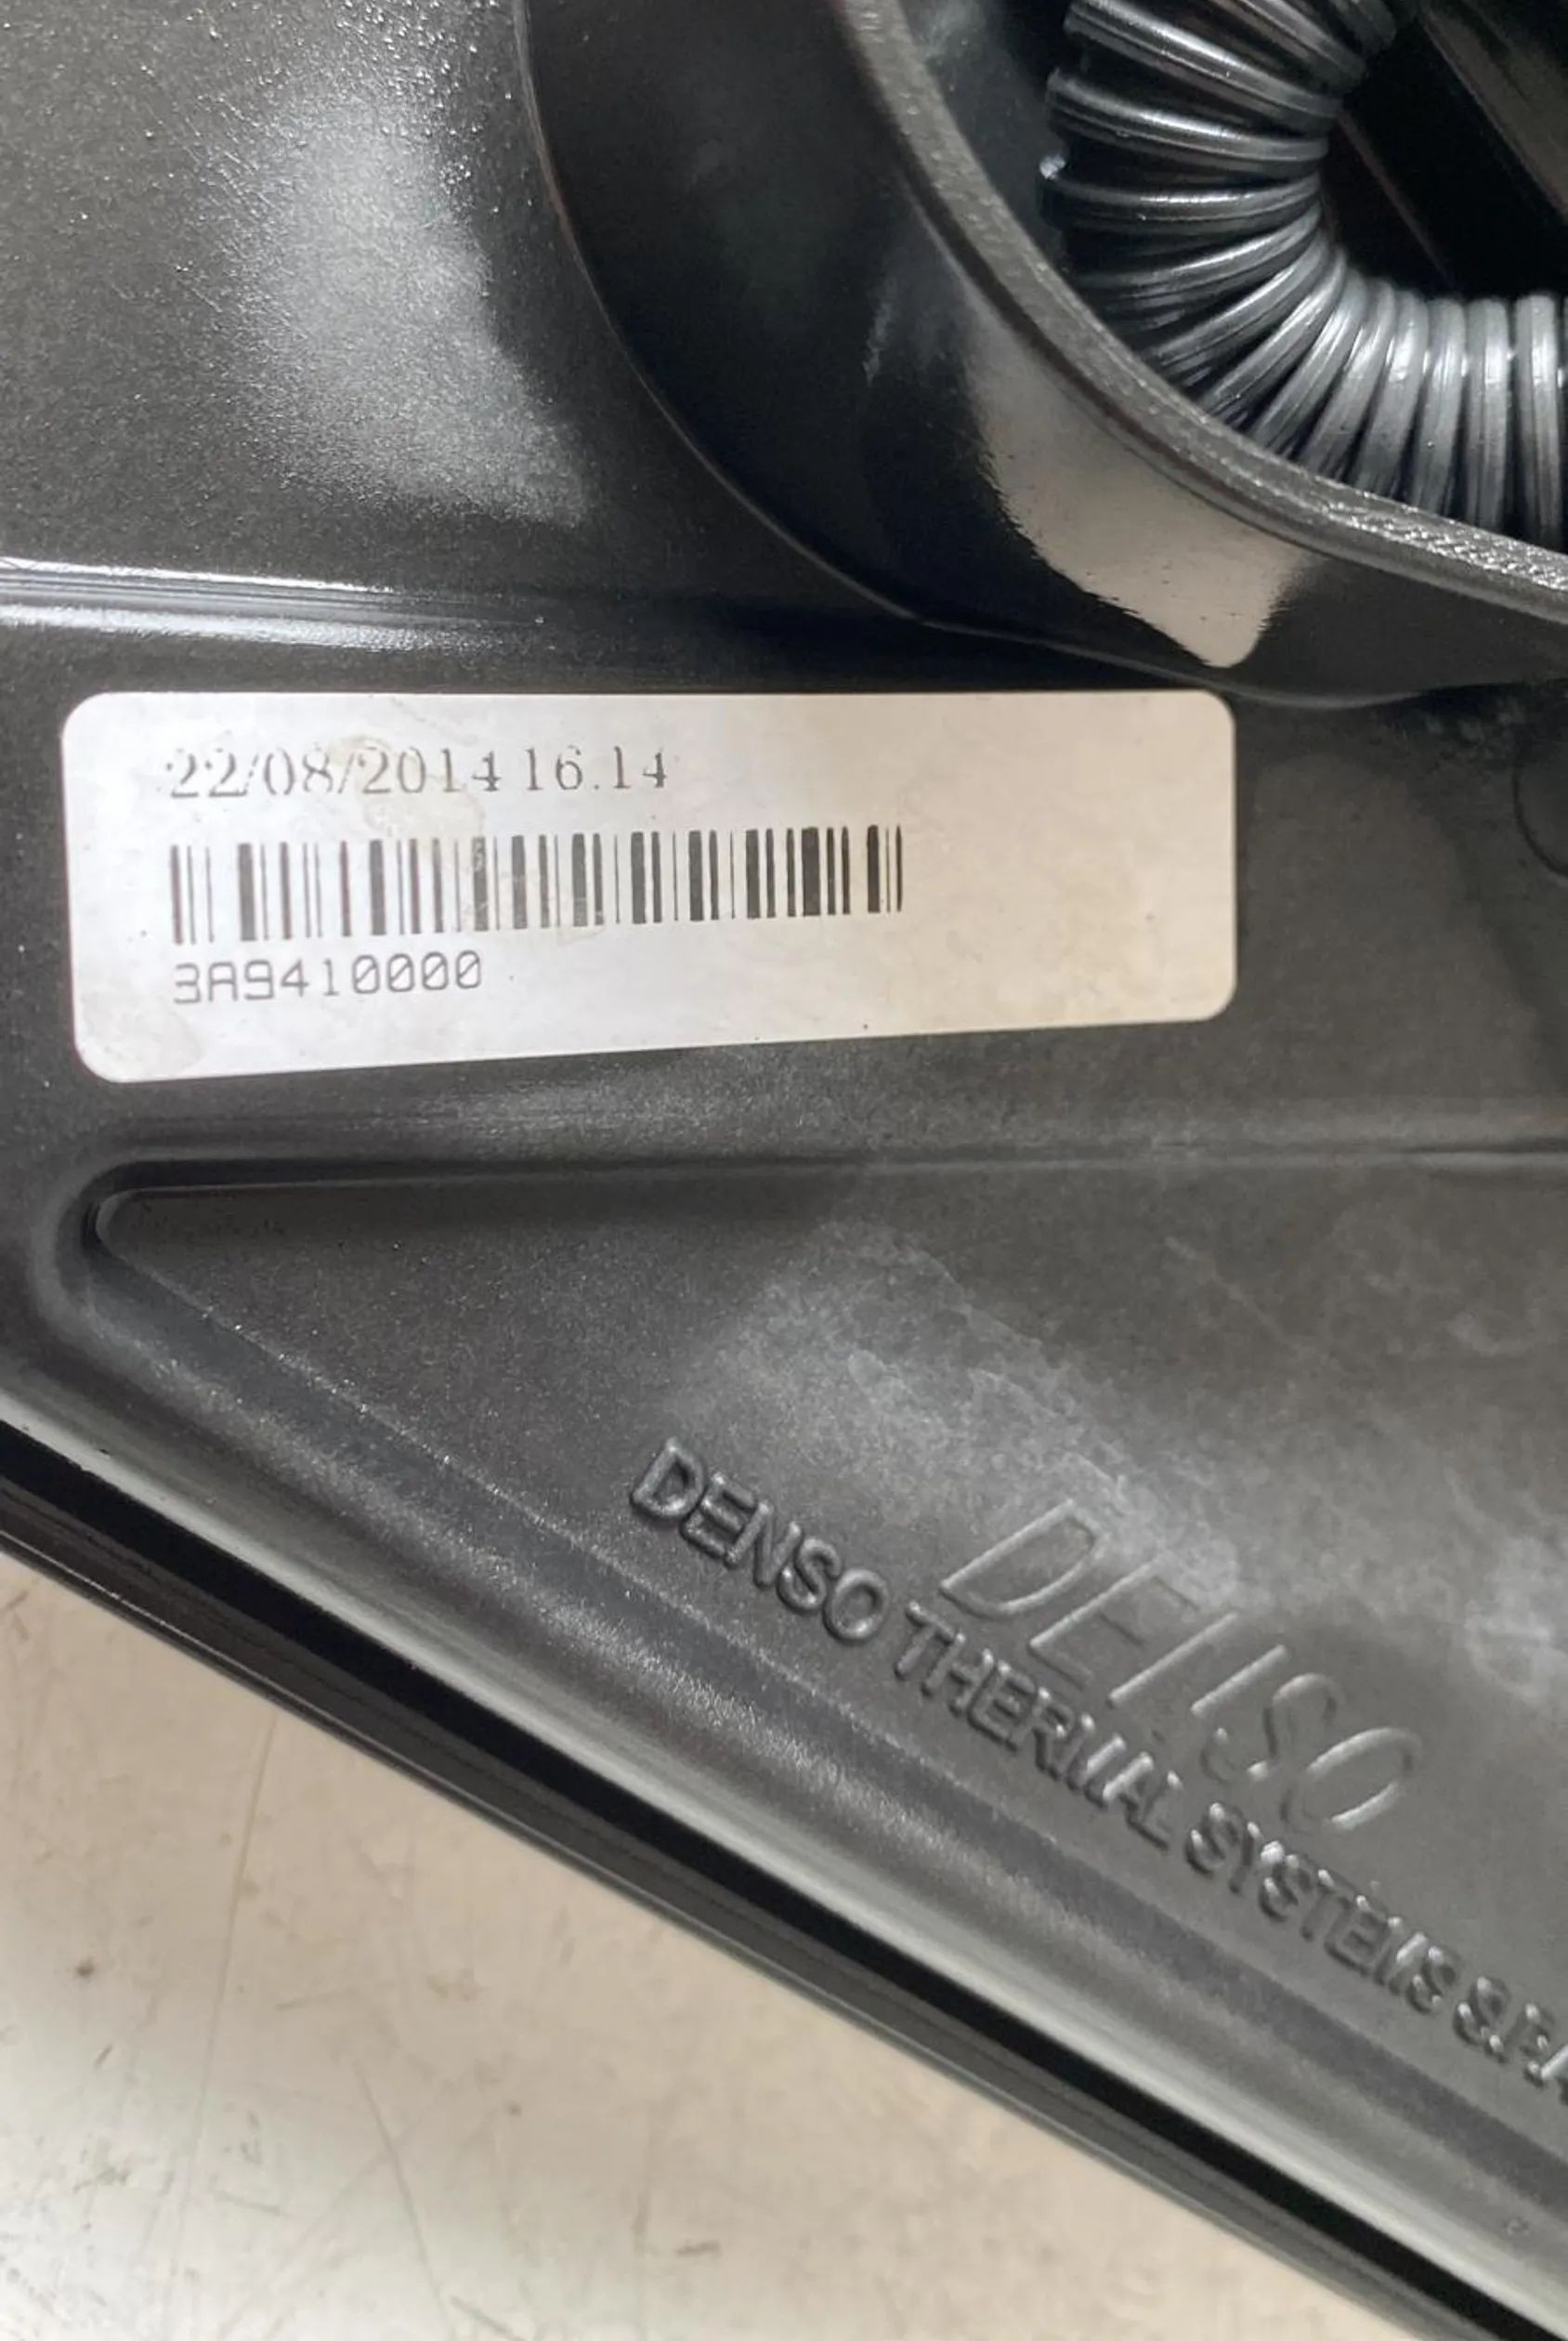 22/08/2014 16.14
3A9410000
DENSO
DENSO THERMAL SYSTEMS S.P.A